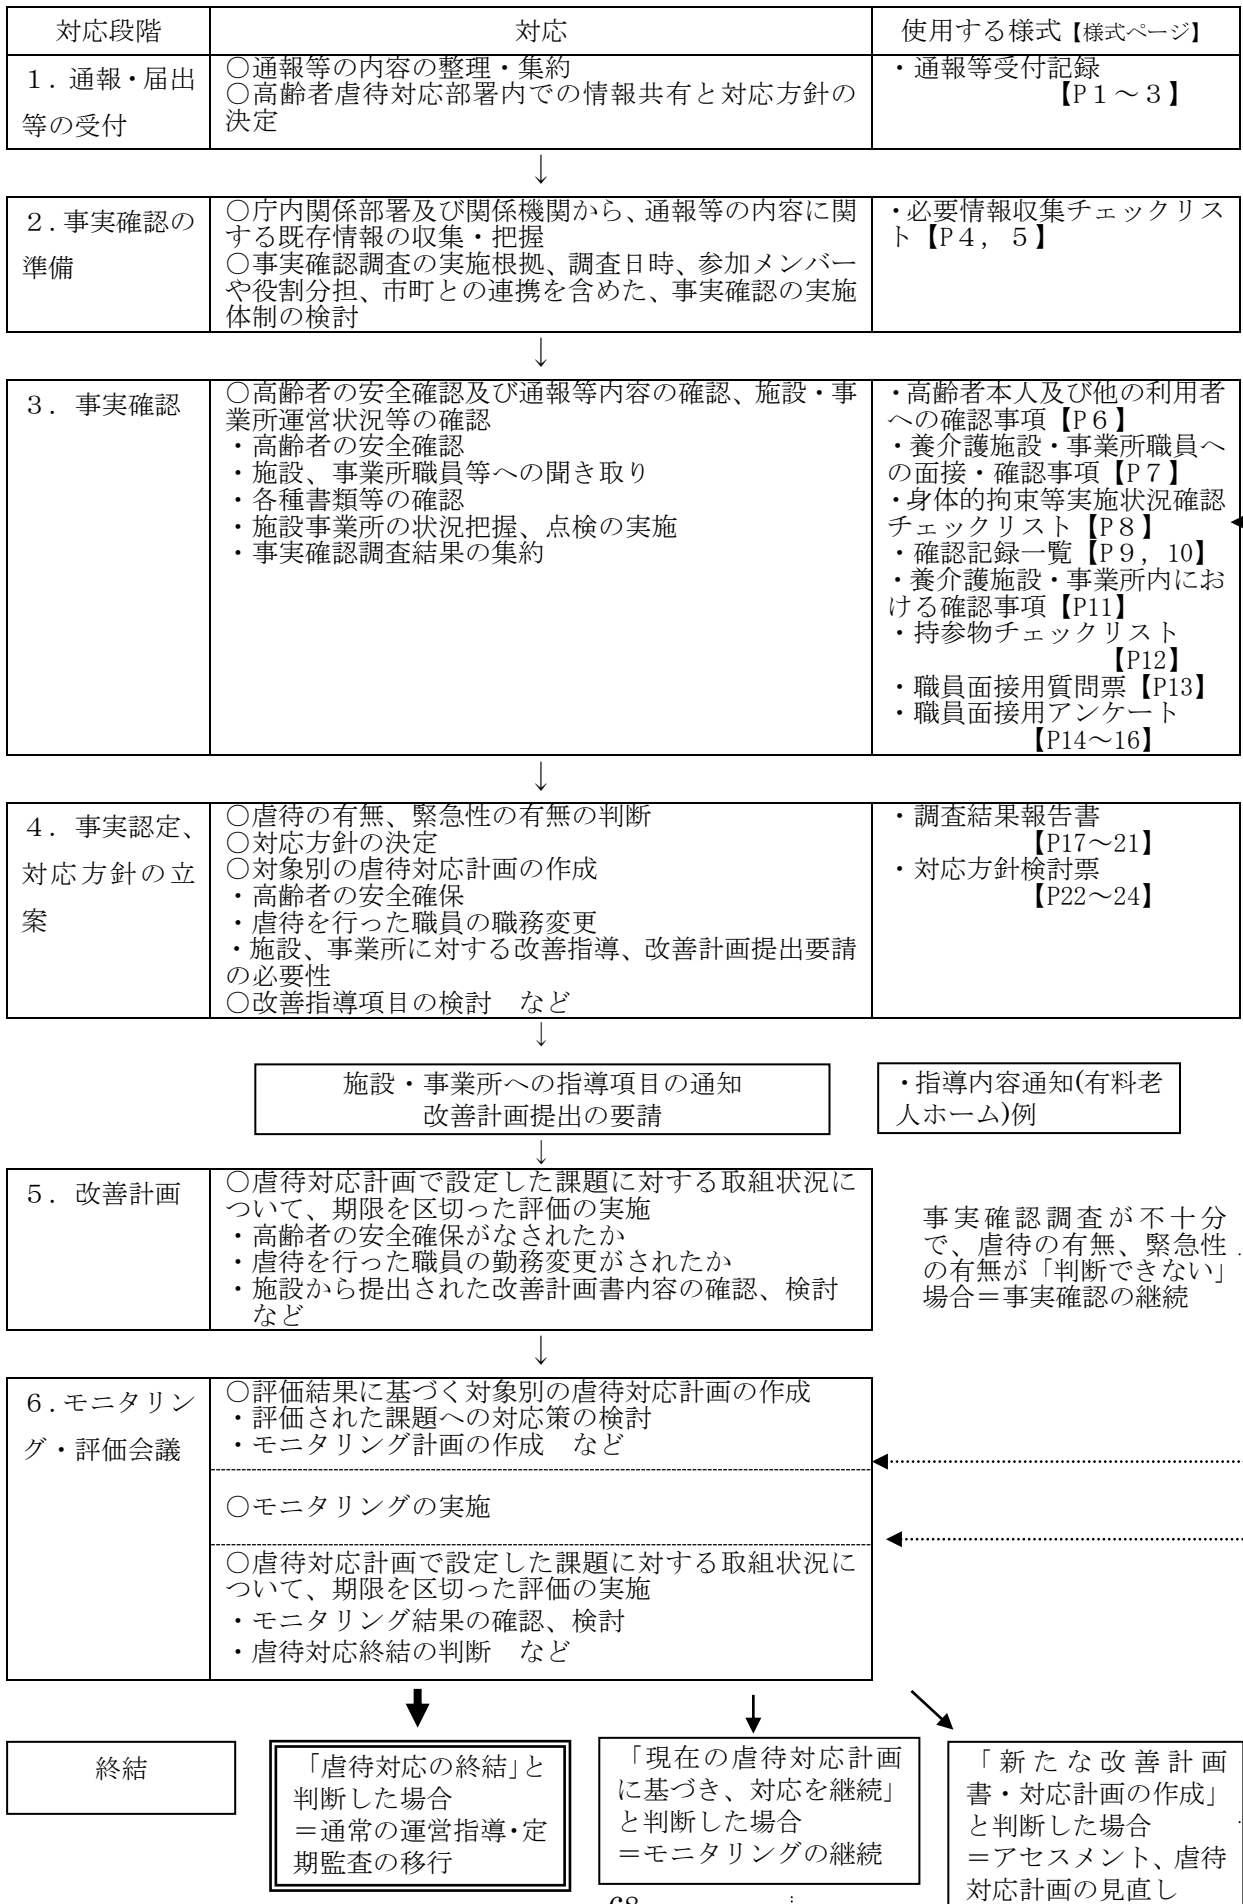 対応段階
対応
使用する様式【様式ページ】
１．通報・届出
等の受付
○通報等の内容の整理・集約
○高齢者虐待対応部署内での情報共有と対応方針の
決定
・通報等受付記録
【P１～３】
↓
２．事実確認の
準備
○庁内関係部署及び関係機関から、通報等の内容に関
する既存情報の収集・把握
○事実確認調査の実施根拠、調査日時、参加メンバー
や役割分担、市町との連携を含めた、事実確認の実施
体制の検討
・必要情報収集チェックリス
ト【P４，５】
↓
３．事実確認
○高齢者の安全確認及び通報等内容の確認、施設・事
業所運営状況等の確認
・高齢者の安全確認
・施設、事業所職員等への聞き取り
・各種書類等の確認
・施設事業所の状況把握、点検の実施
・事実確認調査結果の集約
・高齢者本人及び他の利用者
への確認事項【P６】
・養介護施設・事業所職員へ
の面接・確認事項【P７】
・身体的拘束等実施状況確認
チェックリスト【P８】
・確認記録一覧【P９，10】
・養介護施設・事業所内にお
ける確認事項【P11】
・持参物チェックリスト
【P12】
・職員面接用質問票【P13】
・職員面接用アンケート
【P14～16】
↓
４．事実認定、
対応方針の立
案
○虐待の有無、緊急性の有無の判断
○対応方針の決定
○対象別の虐待対応計画の作成
・高齢者の安全確保
・虐待を行った職員の職務変更
・施設、事業所に対する改善指導、改善計画提出要請
の必要性
○改善指導項目の検討　など
・調査結果報告書
【P17～21】
・対応方針検討票
【P22～24】
↓
施設・事業所への指導項目の通知
改善計画提出の要請
・指導内容通知(有料老
人ホーム)例
↓
５．改善計画
○虐待対応計画で設定した課題に対する取組状況に
ついて、期限を区切った評価の実施
・高齢者の安全確保がなされたか
・虐待を行った職員の勤務変更がされたか
・施設から提出された改善計画書内容の確認、検討
など
事実確認調査が不十分
で、虐待の有無、緊急性
の有無が「判断できない」
場合＝事実確認の継続
↓
６．モニタリン
グ・評価会議
○評価結果に基づく対象別の虐待対応計画の作成
・評価された課題への対応策の検討
・モニタリング計画の作成　など
○モニタリングの実施
○虐待対応計画で設定した課題に対する取組状況に
ついて、期限を区切った評価の実施
・モニタリング結果の確認、検討
・虐待対応終結の判断　など
終結
「虐待対応の終結」と
判断した場合
＝通常の運営指導・定
期監査の移行
「現在の虐待対応計画
に基づき、対応を継続」
と判断した場合
＝モニタリングの継続
「新たな改善計画
書・対応計画の作成」
と判断した場合
＝アセスメント、虐待
対応計画の見直し